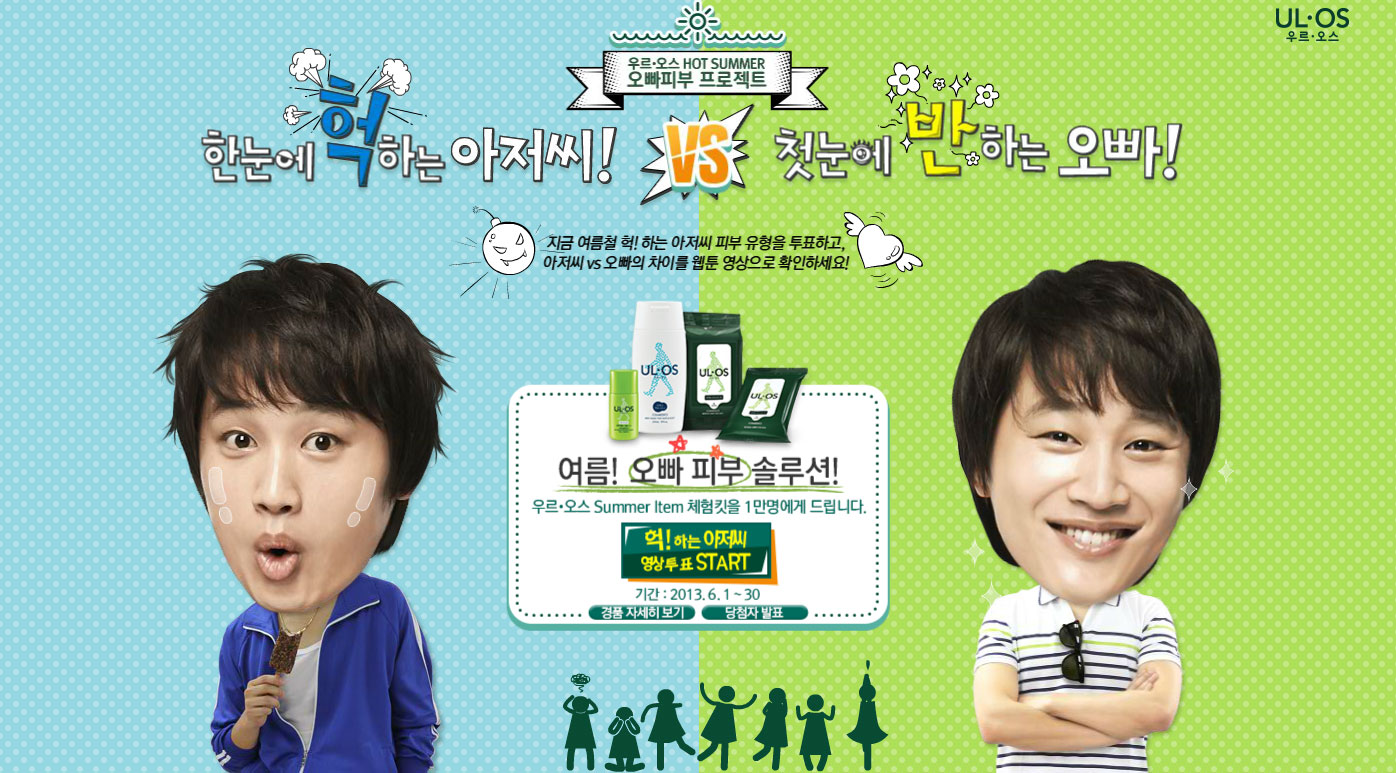 UL·OS
우르·오스
우르·오스 HOT SUMMER
오빠피부 프로젝트
한눈에 헉하는 아저씨!
VS
첫눈에 반하는 오빠!
지금 여름철 헉! 하는 아저씨 피부 유형을 투표하고,
아저씨 vs 오빠의 차이를 웹툰 영상으로 확인하세요!
UL·OS
UL·OS
UL·OS
UL·OS
여름! 오빠 피부 솔루션!
우르·오스 Summer Item 체험킷을 1만명에게 드립니다.
헉! 하는 아저씨
영상투표 START
기간 : 2013. 6. 1 ~ 30
경품 자세히 보기
당첨자 발표